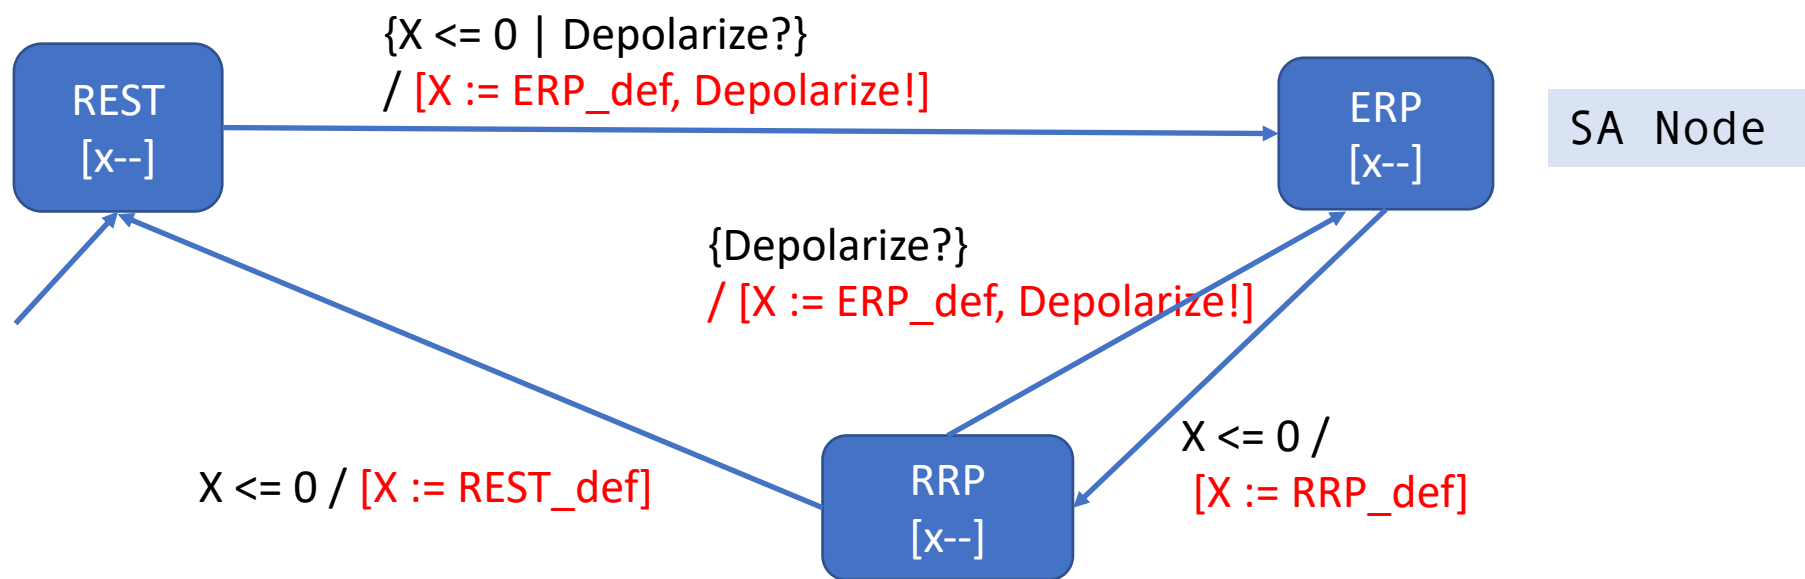 {X <= 0 | Depolarize?}
/ [X := ERP_def, Depolarize!]
REST
[x--]
ERP
[x--]
SA Node
{Depolarize?}
/ [X := ERP_def, Depolarize!]
X <= 0 /
[X := RRP_def]
X <= 0 / [X := REST_def]
RRP
[x--]